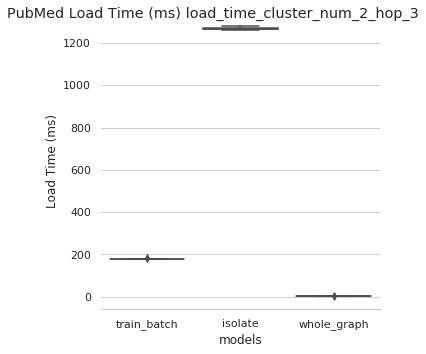 PubMed Load Time (ms) load_time_cluster_num_2_hop_3
1200
1000
800
600
400
200
0
Load Time (ms)
train_batch isolate whole_graph
models